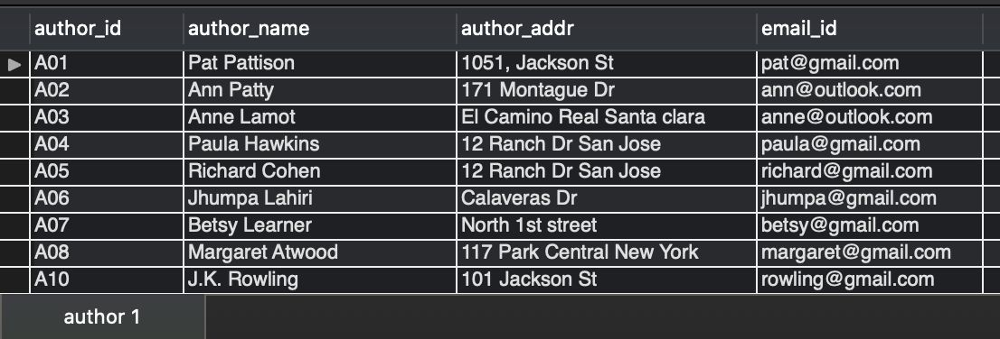 author_id author_name author_addr email_id
A01 Pat Pattison 1051, Jackson St pat@gmail.com
A02 Ann Patty 171 Montague Dr ann@outlook.com
A03 Anne Lamot El Camino Real Santa clara anne@outlook.com
A04 Paula Hawkins 12 Ranch Dr San Jose paula@gmail.com
A05 Richard Cohen 12 Ranch Dr San Jose richard@gmail.com
A06 Jhumpa Lahiri Calaveras Dr jhumpa@gmail.com
A07 Betsy Learner North 1st street betsy@gmail.com
A08 Margaret Atwood 117 Park Central New York margaret@gmail.com
A10 J.K. Rowling 101 Jackson St rowling@gmail.com
author 1